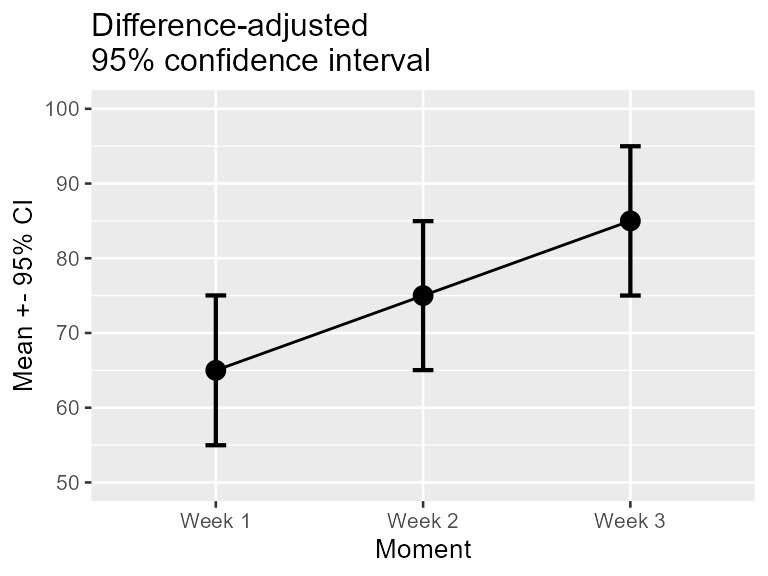 Difference-adjusted
95% confidence interval
100
90
80
70
60
50
Mean +- 95% CI
Week 1
Week 2
Week 3
Moment